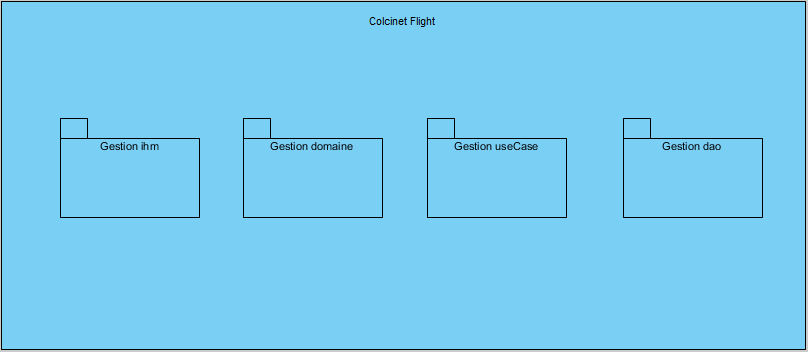 Colcinet Flight
Gestion ihm
Gestion domaine
Gestion useCase
Gestion dao